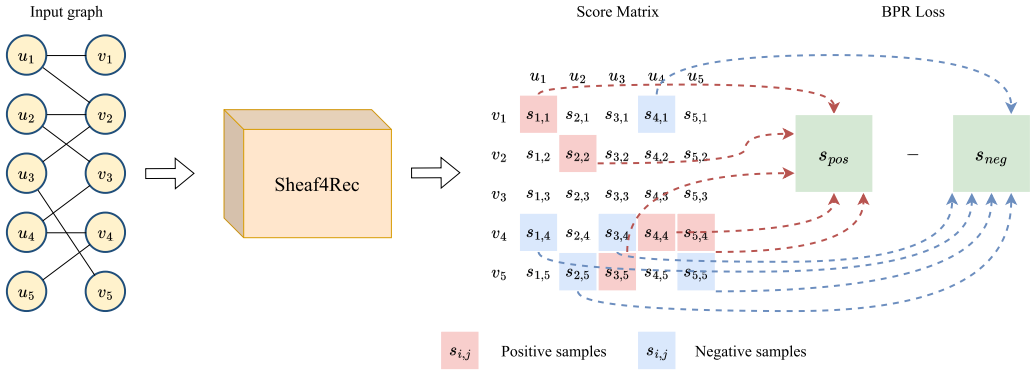 Input graph
Score Matrix
BPR Loss
u1 v1
u2 v2
u3 v3
u4 v4
u5 v5
Sheaf4Rec
u1 u2 u3 u4 u5
v1 s1,1 s2,1 s3,1 s4,1 s5,1
v2 s1,2 s2,2 s3,2 s4,2 s5,2
v3 s1,3 s2,3 s3,3 s4,3 s5,3
v4 s1,4 s2,4 s3,4 s4,4 s5,4
v5 s1,5 s2,5 s3,5 s4,5 s5,5
spos − sneg
si,j Positive samples
si,j Negative samples